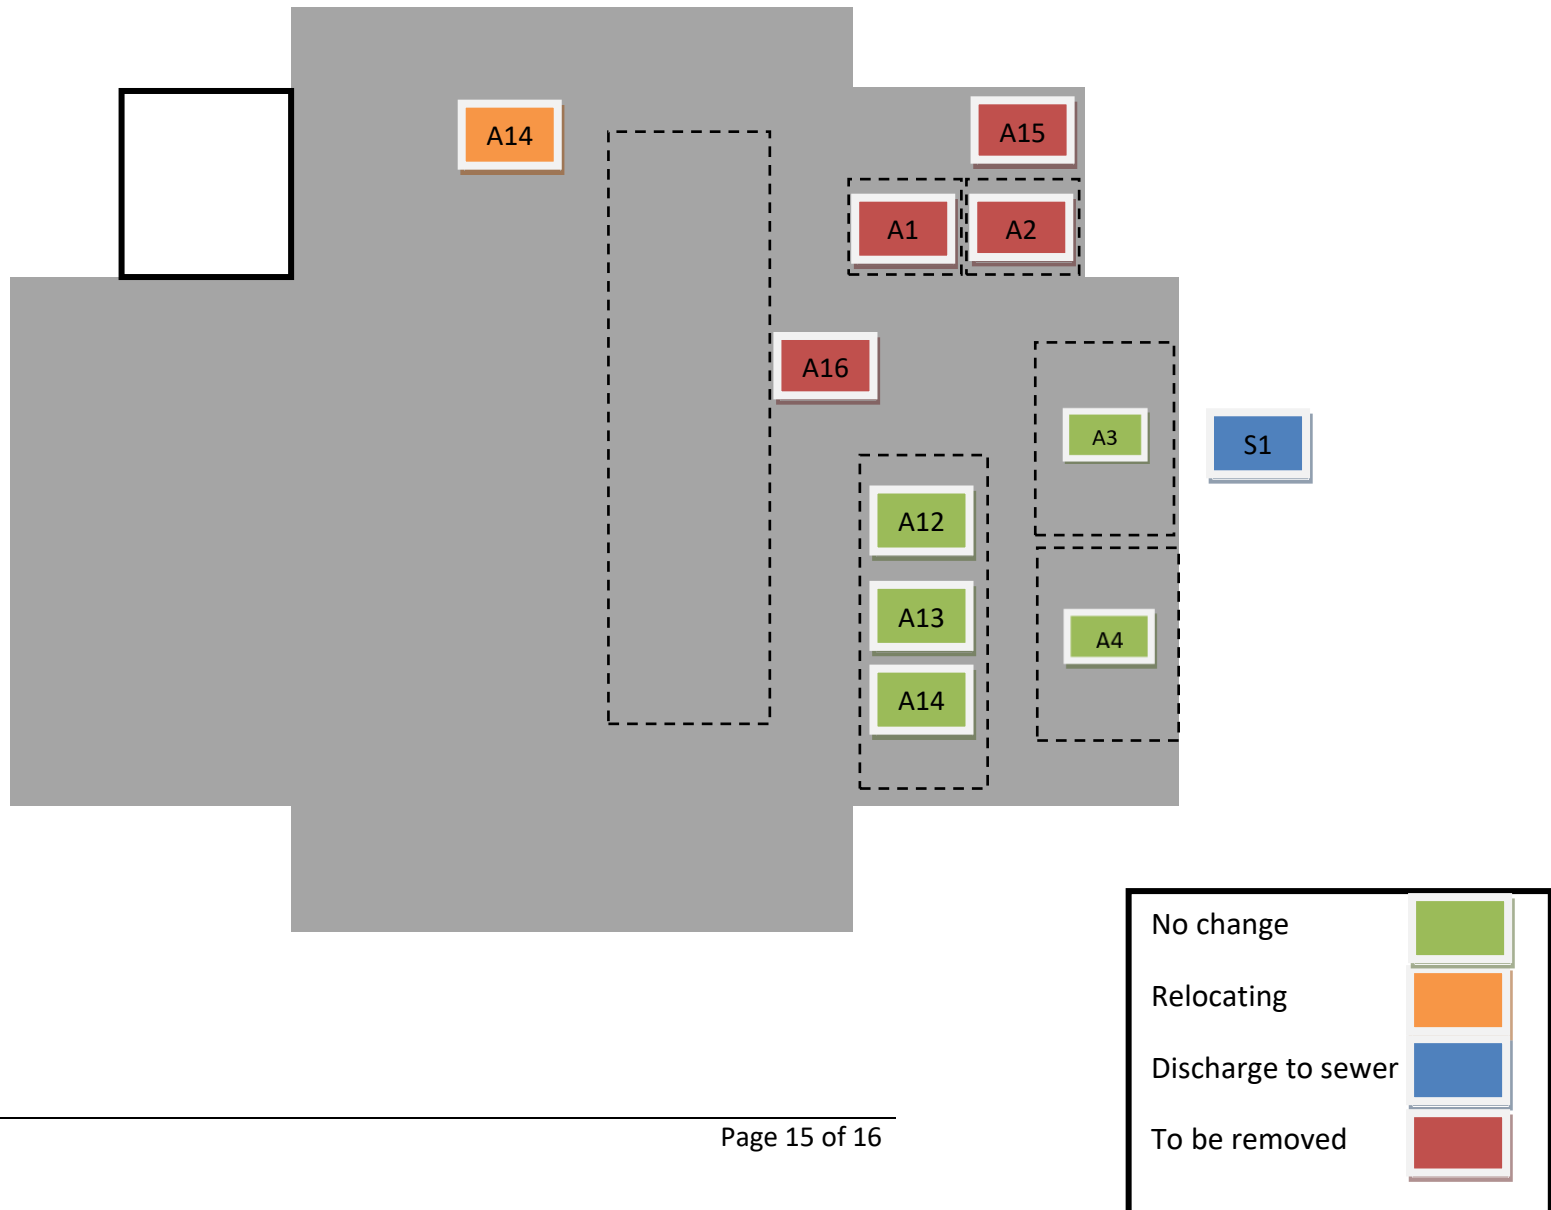 A14
A15
A1
A2
A16
A3
S1
A12
A13
A4
A14
No change
Relocating
Discharge to sewer
To be removed
Page 15 of 16